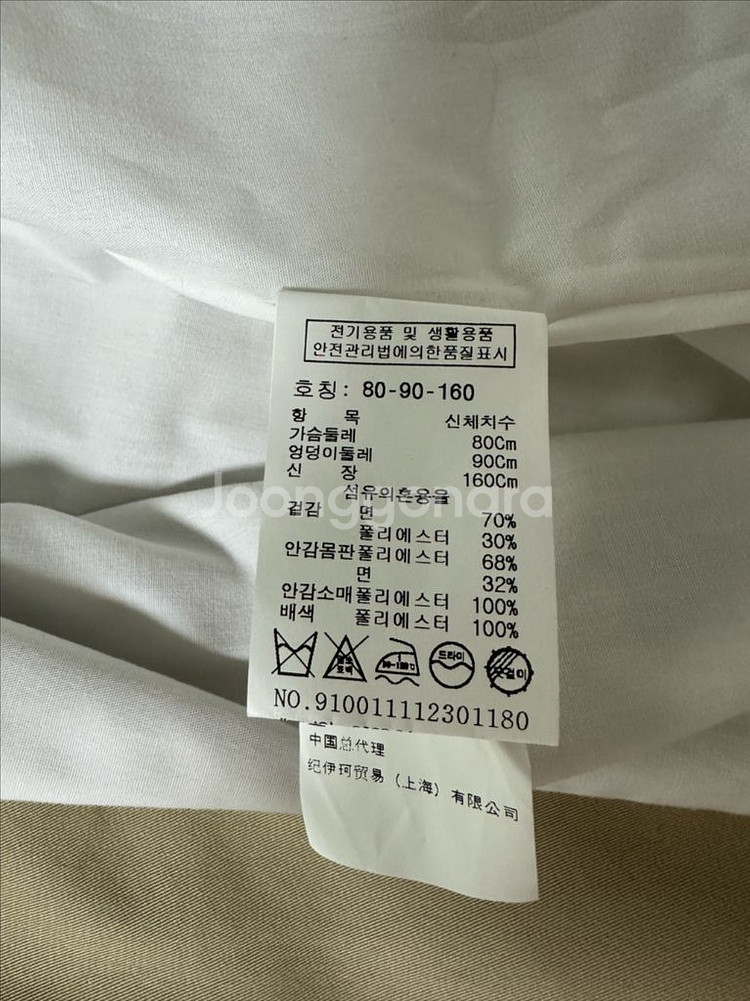 전기용품 및 생활용품
안전관리법에의한품질표시
호칭: 80-90-160
항 목 신체치수
가슴둘레 80Cm
엉덩이둘레 90Cm
신 장 160Cm
섬유의혼용율
겉감 면 70%
폴리에스터 30%
안감몸판폴리에스터 68%
면 32%
안감소매폴리에스터 100%
배색 폴리에스터 100%
드라이
NO.910011112301180
中国总代理
纪伊珂贸易(上海)有限公司
Joonggonara